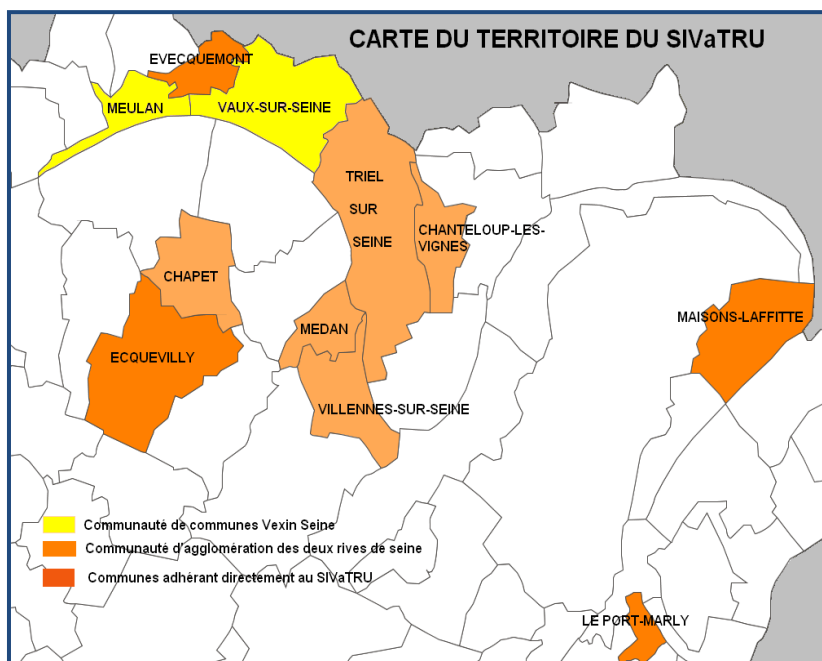 CARTE DU TERRITOIRE DU SIVaTRU
EVECQUEMONT
MEULAN
VAUX-SUR-SEINE
TRIEL
SUR
SEINE
CHANTELOUP-LES-
VIGNES
CHAPET
MEDAN
MAISONS-LAFFITTE
ECQUEVILLY
VILLENNES-SUR-SEINE
Communauté de communes Vexin Seine
Communauté d'agglomération des deux rives de seine
Communes adhérant directement au SIVaTRU
LE PORT-MARLY